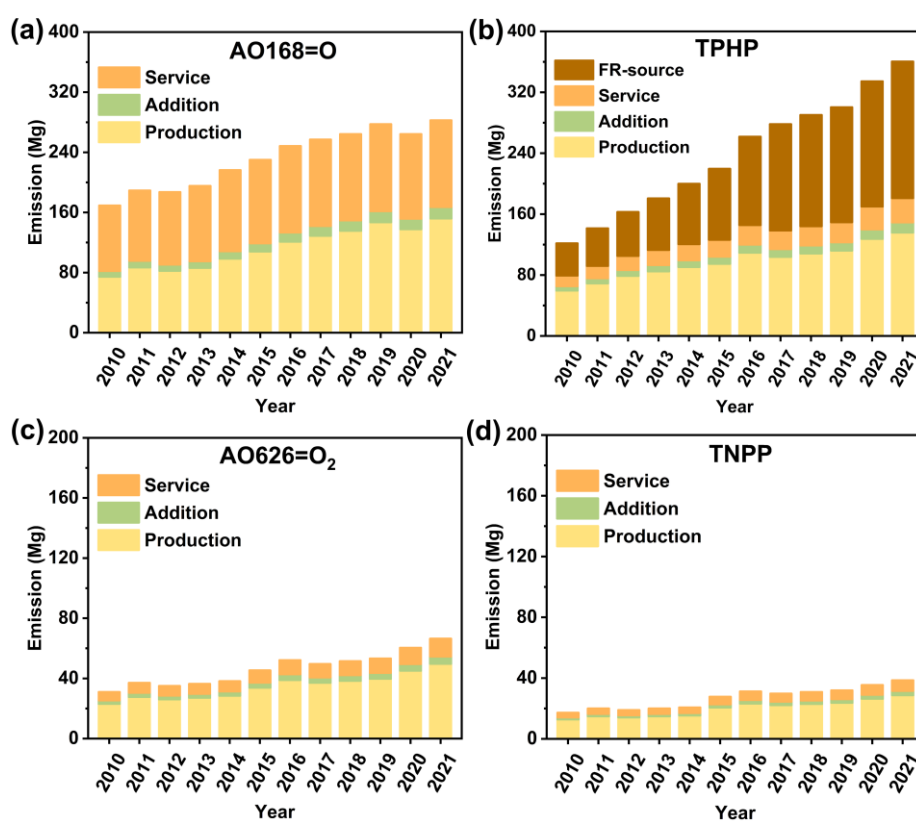 (a)
AO168=O
Service
Addition
Production
Emission (Mg)
400
320
240
160
80
0
2010 2011 2012 2013 2014 2015 2016 2017 2018 2019 2020 2021
Year
(b)
TPHP
FR-source
Service
Addition
Production
Emission (Mg)
400
320
240
160
80
0
2010 2011 2012 2013 2014 2015 2016 2017 2018 2019 2020 2021
Year
(c)
AO626=O₂
Service
Addition
Production
Emission (Mg)
200
160
120
80
40
0
2010 2011 2012 2013 2014 2015 2016 2017 2018 2019 2020 2021
Year
(d)
TNPP
Service
Addition
Production
Emission (Mg)
200
160
120
80
40
0
2010 2011 2012 2013 2014 2015 2016 2017 2018 2019 2020 2021
Year